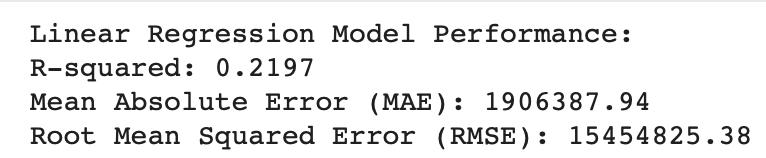 Linear Regression Model Performance:
R-squared: 0.2197
Mean Absolute Error (MAE): 1906387.94
Root Mean Squared Error (RMSE): 15454825.38